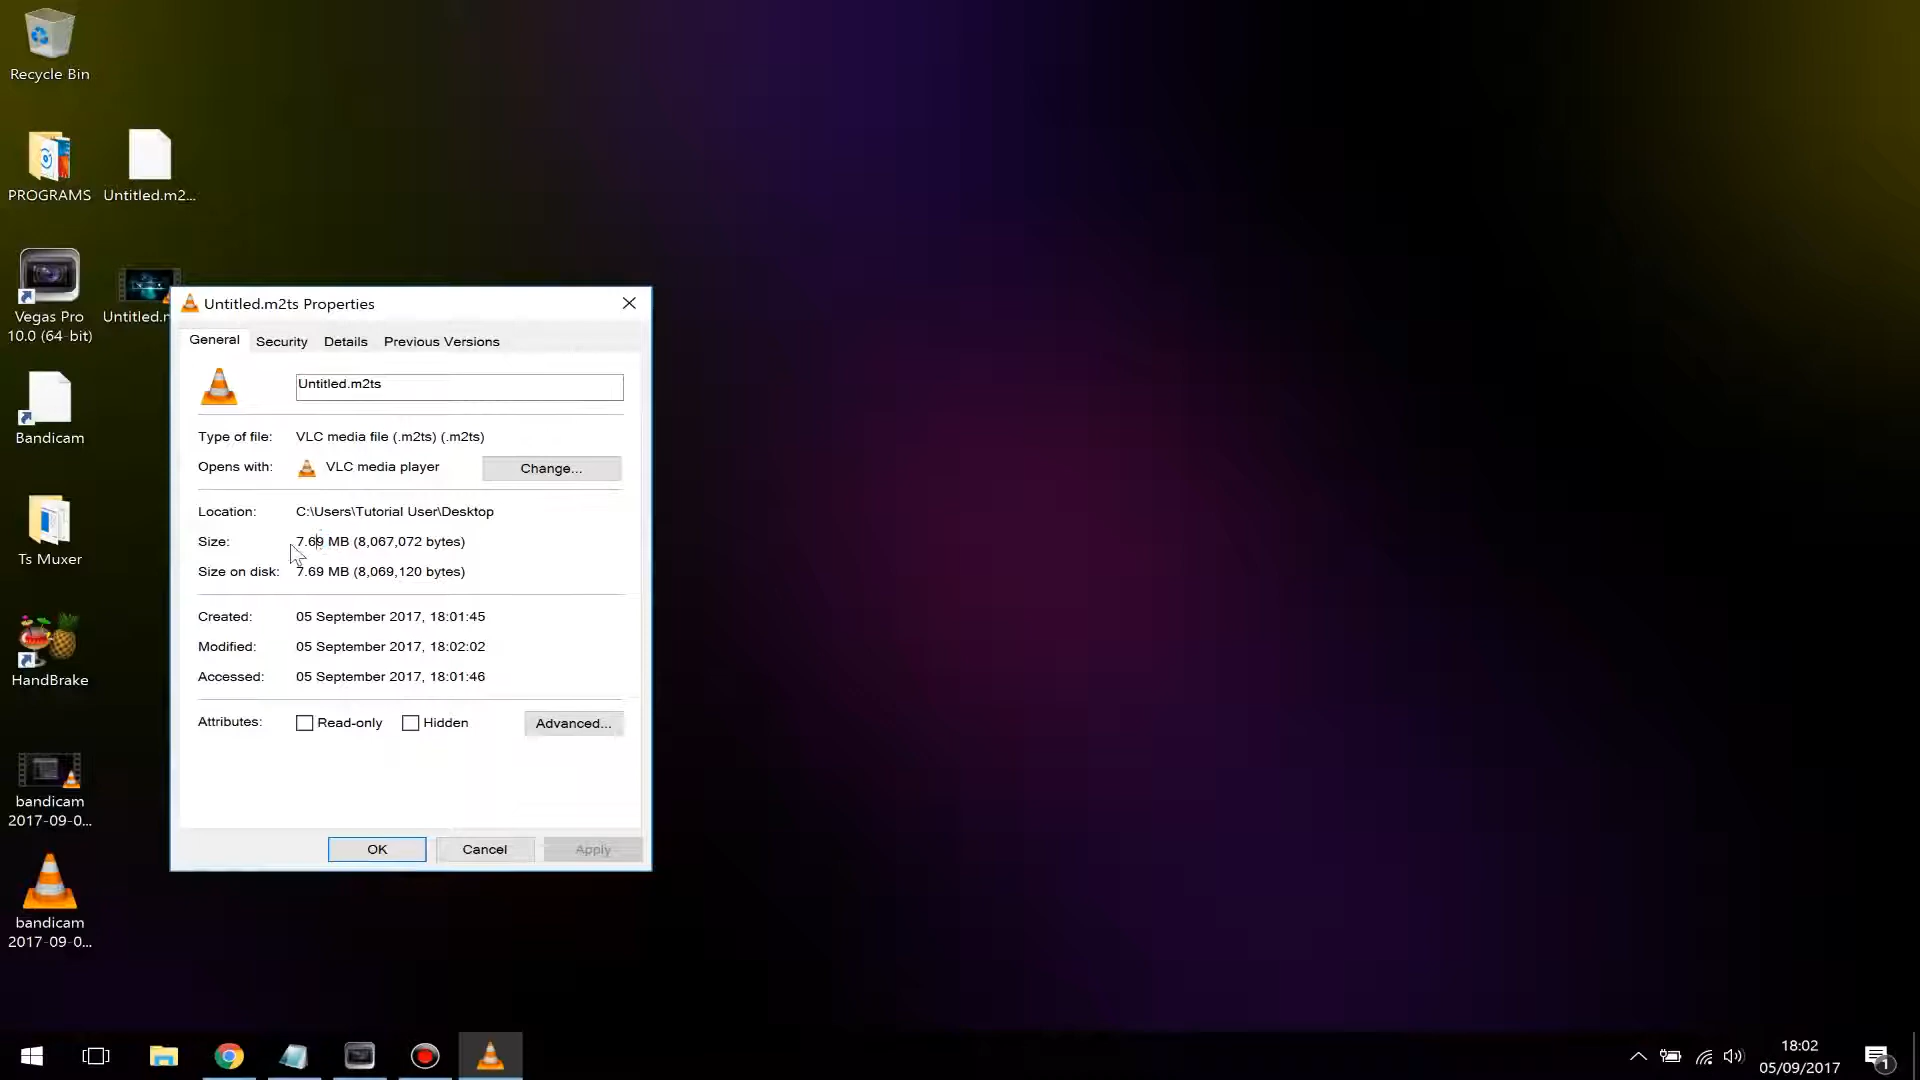 Recycle Bin
PROGRAMS
Untitled.m2...
Vegas Pro
10.0 (64-bit)
Untitled.m
Bandicam
Ts Muxer
HandBrake
bandicam
2017-09-0...
bandicam
2017-09-0...
Untitled.m2ts Properties
General Security Details Previous Versions
Untitled.m2ts
Type of file: VLC media file (.m2ts) (.m2ts)
Opens with: VLC media player Change...
Location: C:\Users\Tutorial User\Desktop
Size: 7.69 MB (8,067,072 bytes)
Size on disk: 7.69 MB (8,069,120 bytes)
Created: 05 September 2017, 18:01:45
Modified: 05 September 2017, 18:02:02
Accessed: 05 September 2017, 18:01:46
Attributes: Read-only Hidden Advanced...
OK Cancel Apply
18:02
05/09/2017
1